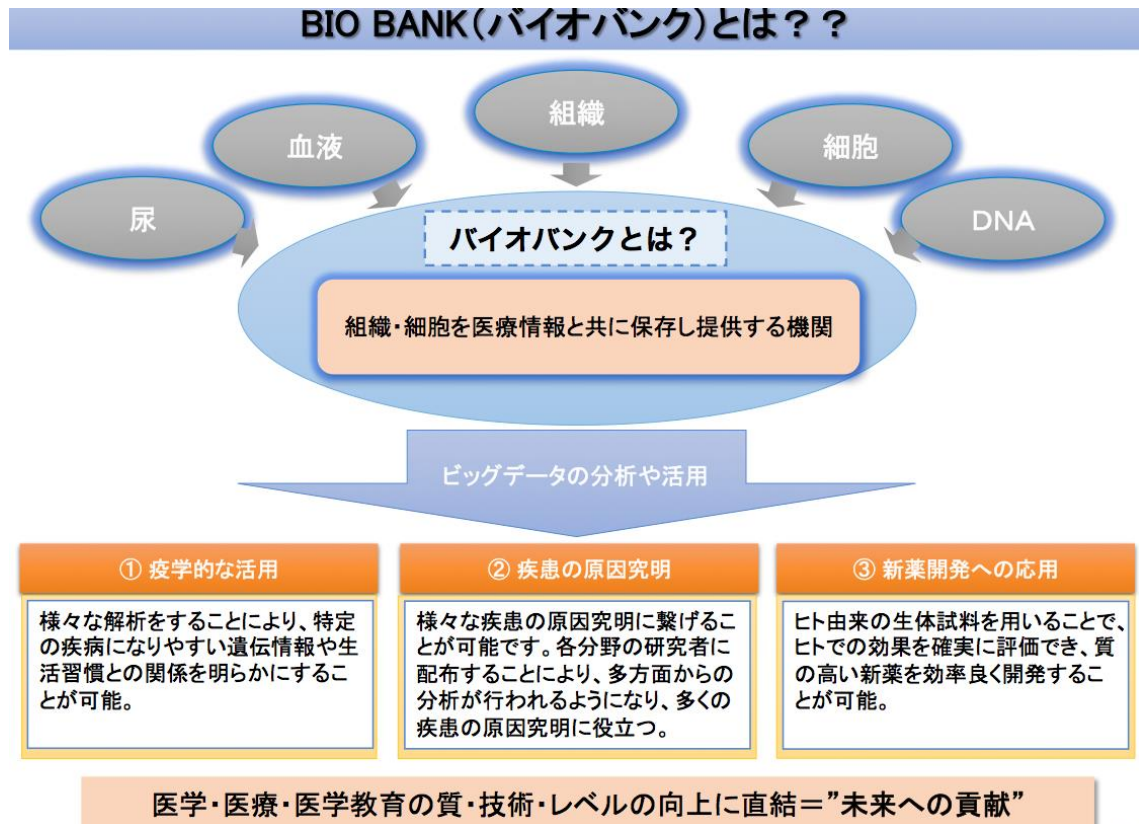 BIO BANK(バイオバンク)とは？？
組織
血液
細胞
尿
DNA
バイオバンクとは？
組織・細胞を医療情報と共に保存し提供する機関
ビッグデータの分析や活用
① 疫学的な活用
様々な解析をすることにより、特定
の疾病になりやすい遺伝情報や生
活習慣との関係を明らかにするこ
とが可能。
② 疾患の原因究明
様々な疾患の原因究明に繋げるこ
とが可能です。各分野の研究者に
配布することにより、多方面からの
分析が行われるようになり、多くの
疾患の原因究明に役立つ。
③ 新薬開発への応用
ヒト由来の生体試料を用いることで、
ヒトでの効果を確実に評価でき、質
の高い新薬を効率良く開発するこ
とが可能。
医学・医療・医学教育の質・技術・レベルの向上に直結＝”未来への貢献”